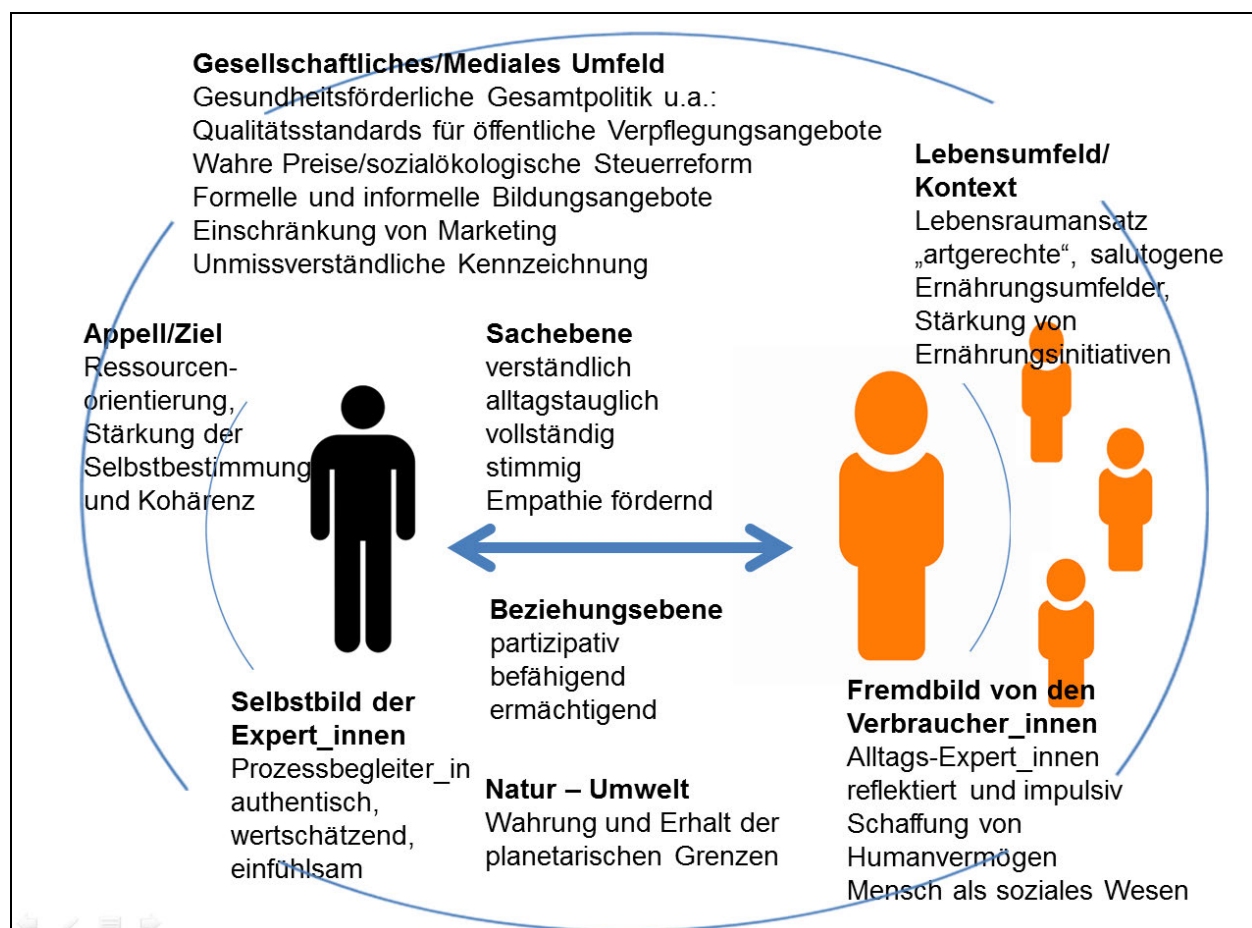 Gesellschaftliches/Mediales Umfeld
Gesundheitsförderliche Gesamtpolitik u.a.:
Qualitätsstandards für öffentliche Verpflegungsangebote
Wahre Preise/sozialökologische Steuerreform
Formelle und informelle Bildungsangebote
Einschränkung von Marketing
Unmissverständliche Kennzeichnung
Lebensumfeld/
Kontext
Lebensraumansatz
„artgerechte“, salutogene
Ernährungsumfelder,
Stärkung von
Ernährungsinitiativen
Appell/Ziel
Ressourcen-
orientierung,
Stärkung der
Selbstbestimmung
und Kohärenz
Sachebene
verständlich
alltagstauglich
vollständig
stimmig
Empathie fördernd
Beziehungsebene
partizipativ
befähigend
ermächtigend
Selbstbild der
Expert_innen
Prozessbegleiter_in
authentisch,
wertschätzend,
einfühlsam
Natur – Umwelt
Wahrung und Erhalt der
planetarischen Grenzen
Fremdbild von den
Verbraucher_innen
Alltags-Expert_innen
reflektiert und impulsiv
Schaffung von
Humanvermögen
Mensch als soziales Wesen